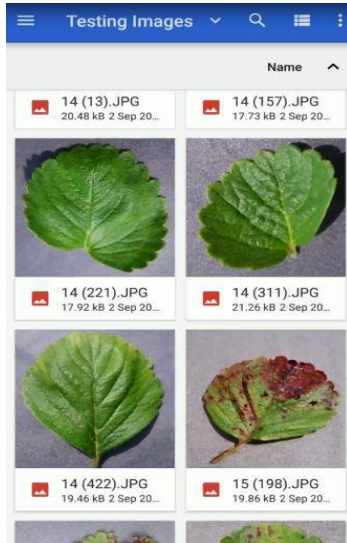 Testing Images
Name
14 (13).JPG
20.48 kB 2 Sep 20...
14 (157).JPG
17.73 kB 2 Sep 20...
14 (221).JPG
17.92 kB 2 Sep 20...
14 (311).JPG
21.26 kB 2 Sep 20...
14 (422).JPG
19.46 kB 2 Sep 20...
15 (198).JPG
19.86 kB 2 Sep 20...